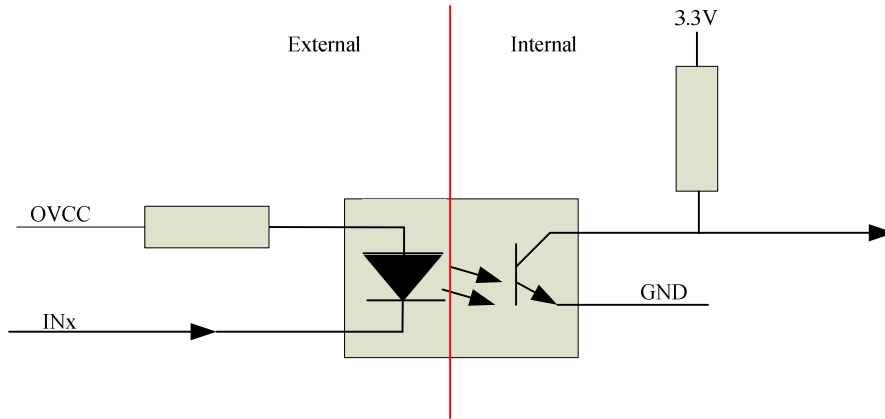 3.3V
External
Internal
OVCC
GND
INx